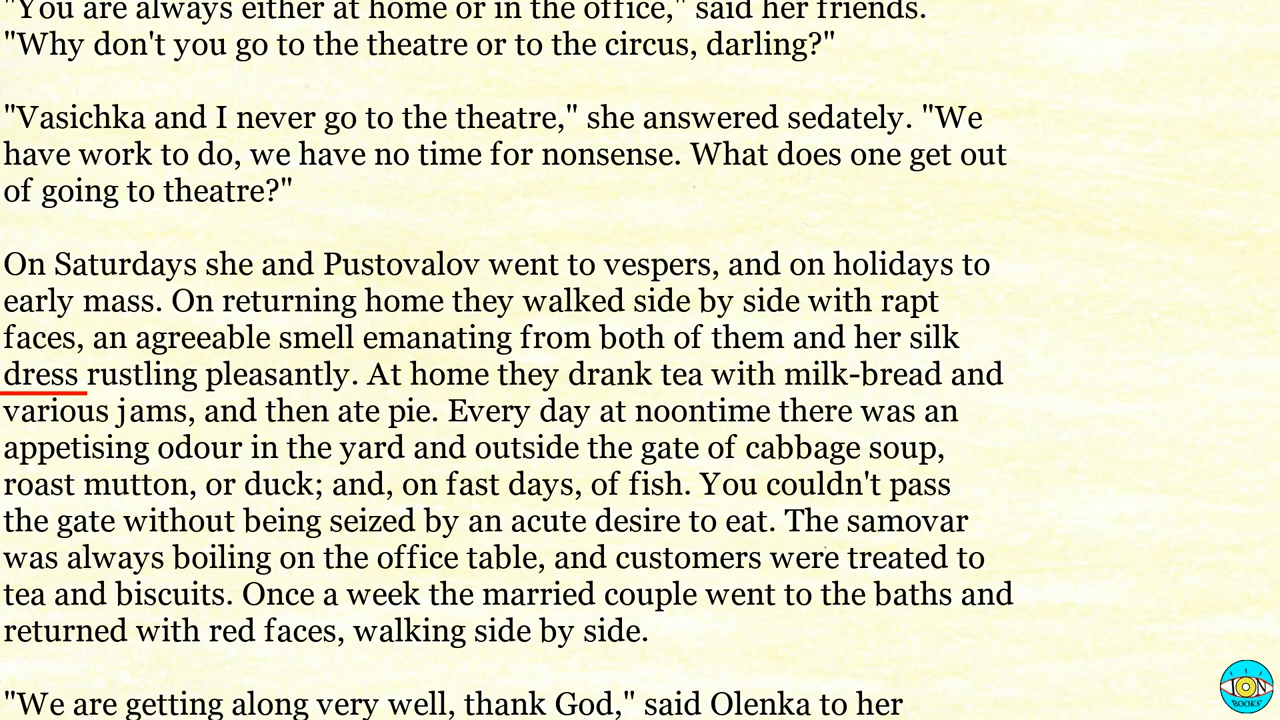 "You are always either at home or in the office," said her friends.
"Why don't you go to the theatre or to the circus, darling?"
"Vasichka and I never go to the theatre," she answered sedately. "We
have work to do, we have no time for nonsense. What does one get out
of going to theatre?"
On Saturdays she and Pustovalov went to vespers, and on holidays to
early mass. On returning home they walked side by side with rapt
faces, an agreeable smell emanating from both of them and her silk
dress rustling pleasantly. At home they drank tea with milk-bread and
various jams, and then ate pie. Every day at noontime there was an
appetising odour in the yard and outside the gate of cabbage soup,
roast mutton, or duck; and, on fast days, of fish. You couldn't pass
the gate without being seized by an acute desire to eat. The samovar
was always boiling on the office table, and customers were treated to
tea and biscuits. Once a week the married couple went to the baths and
returned with red faces, walking side by side.
"We are getting along very well, thank God," said Olenka to her
ION
BOOKS